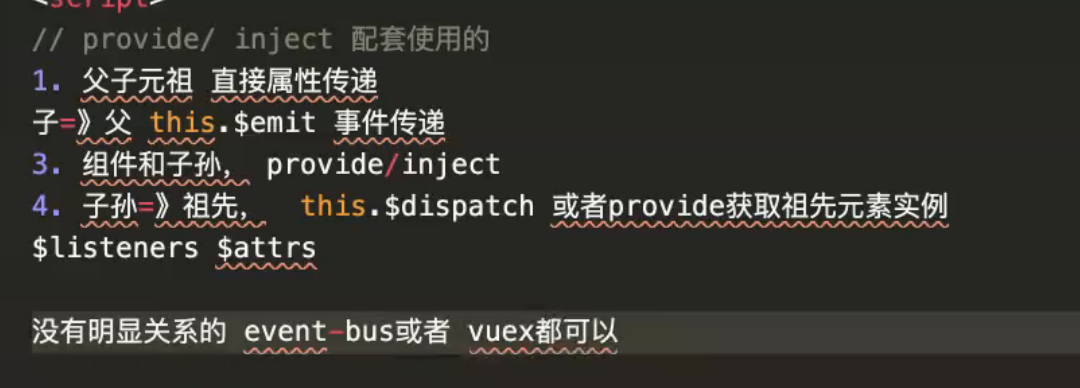 <script>
// provide/ inject 配套使用的
1. 父子元祖 直接属性传递
子=》父 this.$emit 事件传递
3. 组件和子孙， provide/inject
4. 子孙=》祖先， this.$dispatch 或者provide获取祖先元素实例
$listeners $attrs
没有明显关系的 event-bus或者 vuex都可以